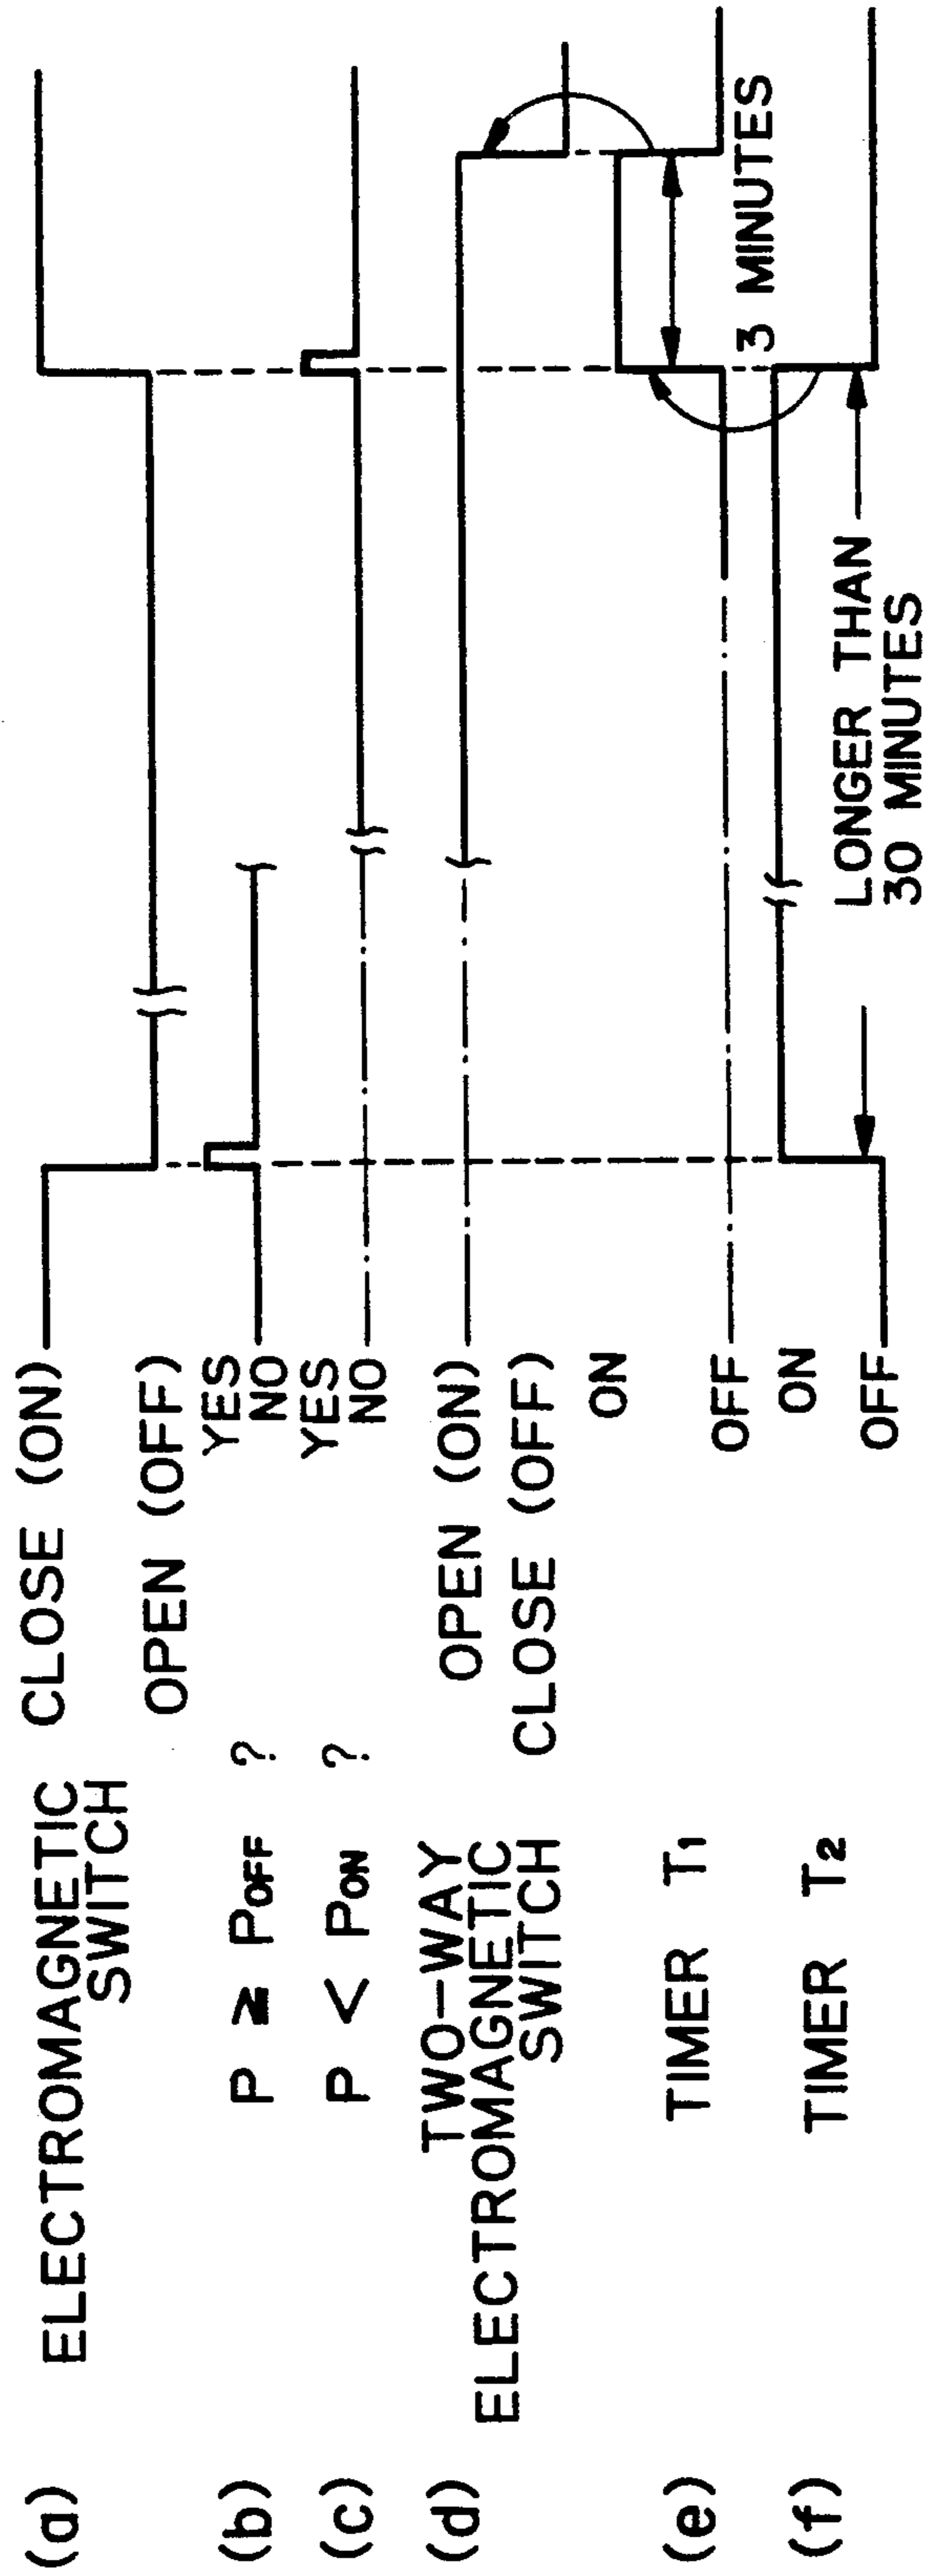 (a) ELECTROMAGNETIC SWITCH CLOSE (ON)
OPEN (OFF)
(b) P ≧ POFF ? YES
NO
(c) P < PON ? YES
NO
(d) TWO-WAY ELECTROMAGNETIC SWITCH OPEN (ON)
CLOSE (OFF)
(e) TIMER T1 ON
OFF
3 MINUTES
(f) TIMER T2 ON
OFF
LONGER THAN
30 MINUTES